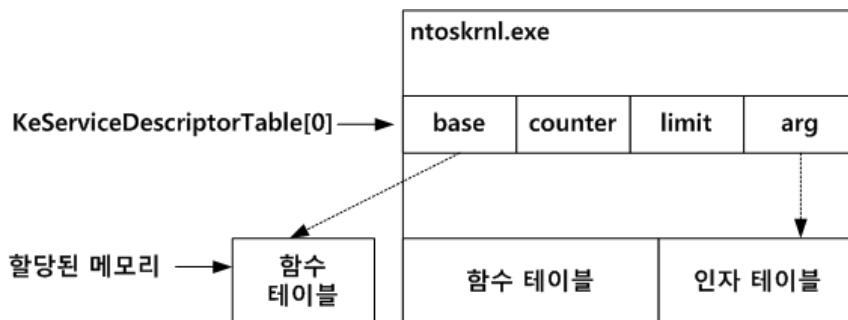 ntoskrnl.exe
KeServiceDescriptorTable[0]
base
counter
limit
arg
할당된 메모리
함수
테이블
함수 테이블
인자 테이블